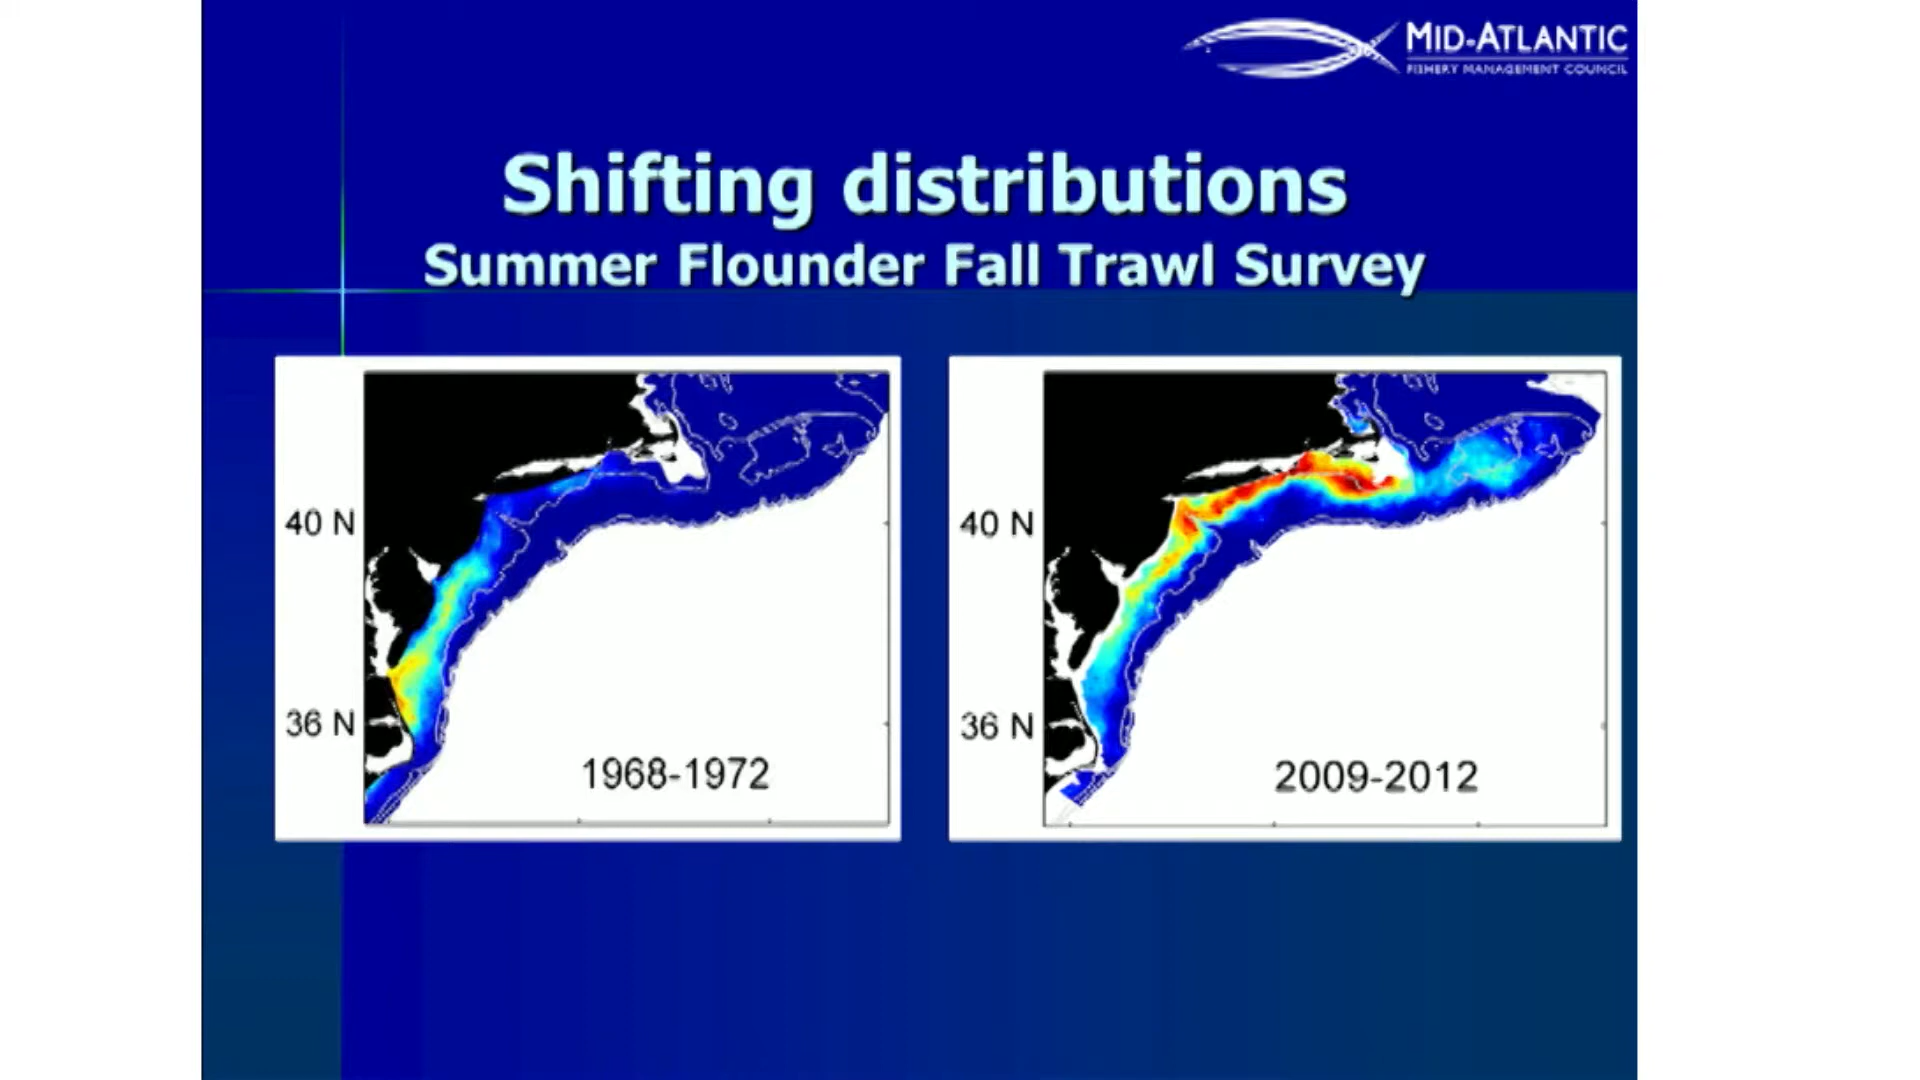 MID-ATLANTIC
FISHERY MANAGEMENT COUNCIL
Shifting distributions
Summer Flounder Fall Trawl Survey
40 N
36 N
1968-1972
40 N
36 N
2009-2012